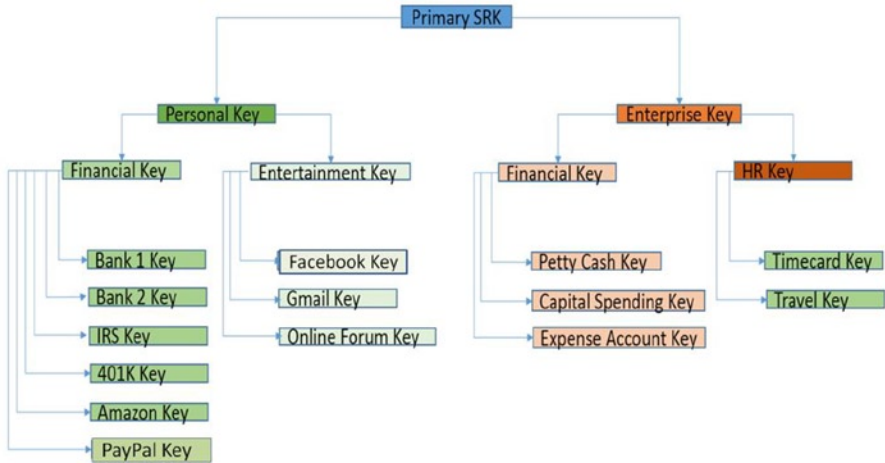 Primary SRK
Personal Key
Enterprise Key
Financial Key
Entertainment Key
Financial Key
HR Key
Bank 1 Key
Facebook Key
Petty Cash Key
Timecard Key
Bank 2 Key
Gmail Key
Capital Spending Key
Travel Key
IRS Key
Online Forum Key
Expense Account Key
401K Key
Amazon Key
PayPal Key